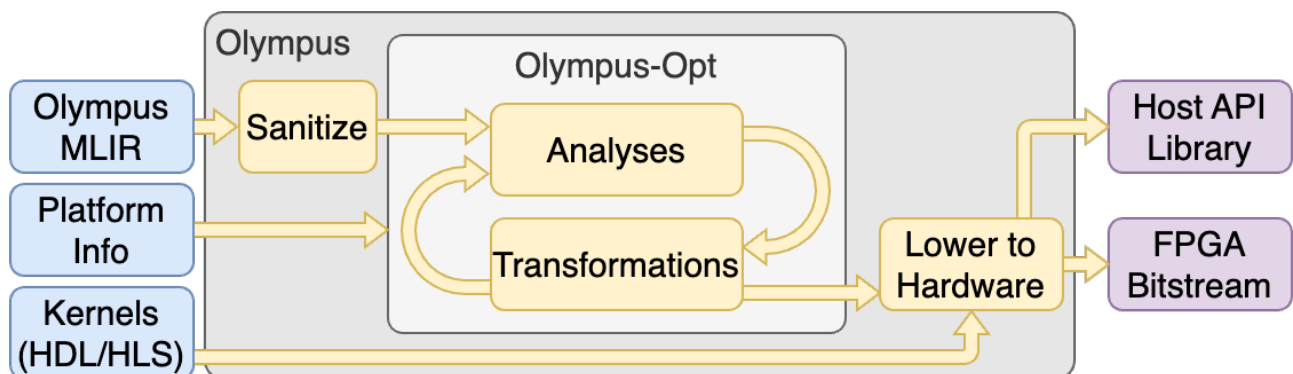 Olympus
Olympus-Opt
Olympus
MLIR
Sanitize
Analyses
Host API
Library
Platform
Info
Transformations
Lower to
Hardware
FPGA
Bitstream
Kernels
(HDL/HLS)